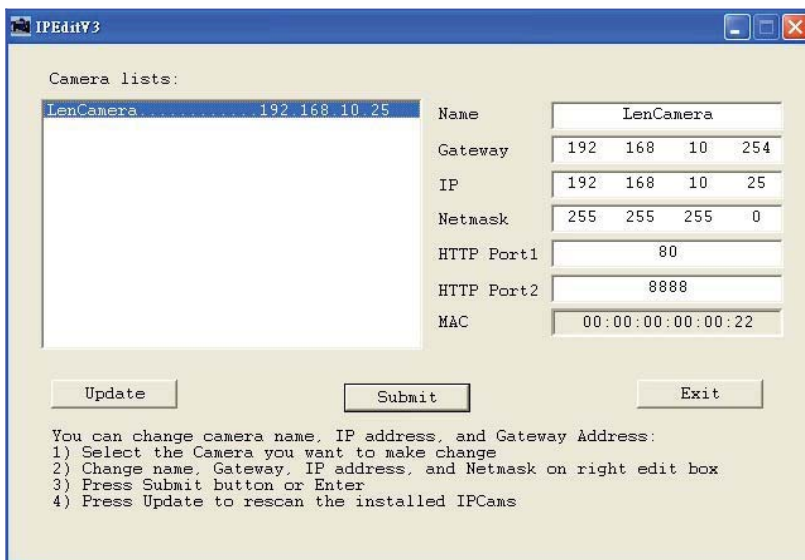 IPEditV3
Camera lists:
LenCamera............192.168.10.25
Name LenCamera
Gateway 192 168 10 254
IP 192 168 10 25
Netmask 255 255 255 0
HTTP Port1 80
HTTP Port2 8888
MAC 00:00:00:00:00:22
Update Submit Exit
You can change camera name, IP address, and Gateway Address:
1) Select the Camera you want to make change
2) Change name, Gateway, IP address, and Netmask on right edit box
3) Press Submit button or Enter
4) Press Update to rescan the installed IPCams